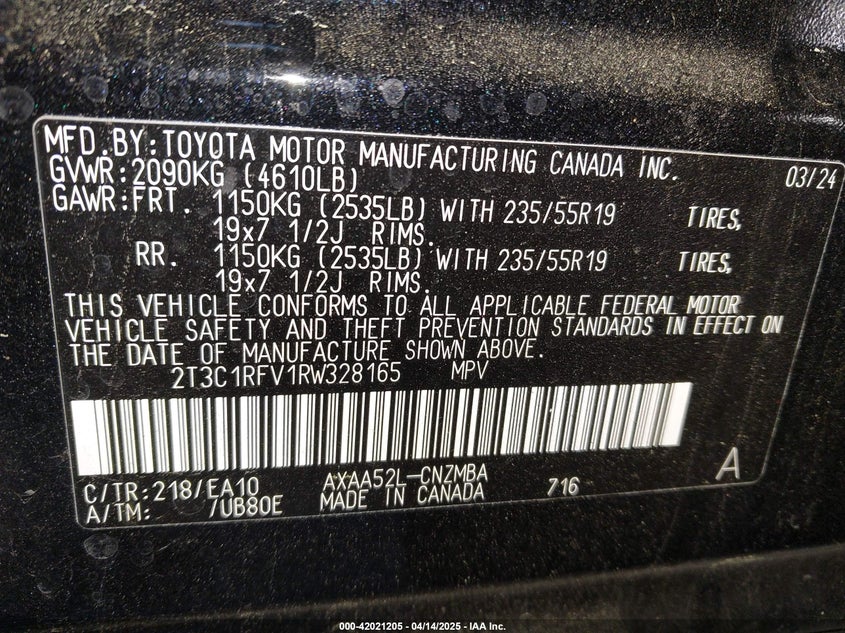 MFD. BY: TOYOTA MOTOR MANUFACTURING CANADA INC.
GVWR: 2090KG (4610LB) 03/24
GAWR: FRT. 1150KG (2535LB) WITH 235/55R19 TIRES,
19x7 1/2J RIMS.
RR. 1150KG (2535LB) WITH 235/55R19 TIRES,
19x7 1/2J RIMS.
THIS VEHICLE CONFORMS TO ALL APPLICABLE FEDERAL MOTOR
VEHICLE SAFETY AND THEFT PREVENTION STANDARDS IN EFFECT ON
THE DATE OF MANUFACTURE SHOWN ABOVE.
2T3C1RFV1RW328165 MPV
C/TR: 218/EA10 AXAA52L-CNZMBA A
A/TM: /UB80E MADE IN CANADA 716
000-42021205 - 04/14/2025 - IAA Inc.